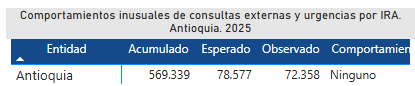 Comportamientos inusuales de consultas externas y urgencias por IRA.
Antioquia. 2025
Entidad Acumulado Esperado Observado Comportamien
Antioquia 569.339 78.577 72.358 Ninguno